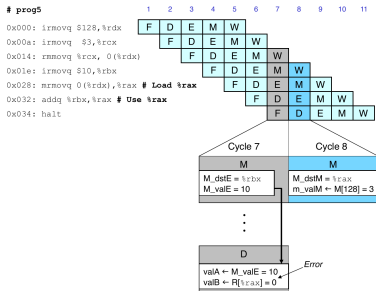 # prog5 1 2 3 4 5 6 7 8 9 10 11
0x000: irmovq $128,%rdx F D E M W
0x00a: irmovq $3,%rcx F D E M W
0x014: rmmovq %rcx, 0(%rdx) F D E M W
0x01e: irmovq $10,%rbx F D E M W
0x028: mrmovq 0(%rdx),%rax # Load %rax F D E M W
0x032: addq %rbx,%rax # Use %rax F D E M W
0x034: halt F D E M W
Cycle 7 Cycle 8
M M
M_dstE = %rbx M_dstM = %rax
M_valE = 10 m_valM ← M[128] = 3
D
Error
valA ← M_valE = 10
valB ← R[%rax] = 0